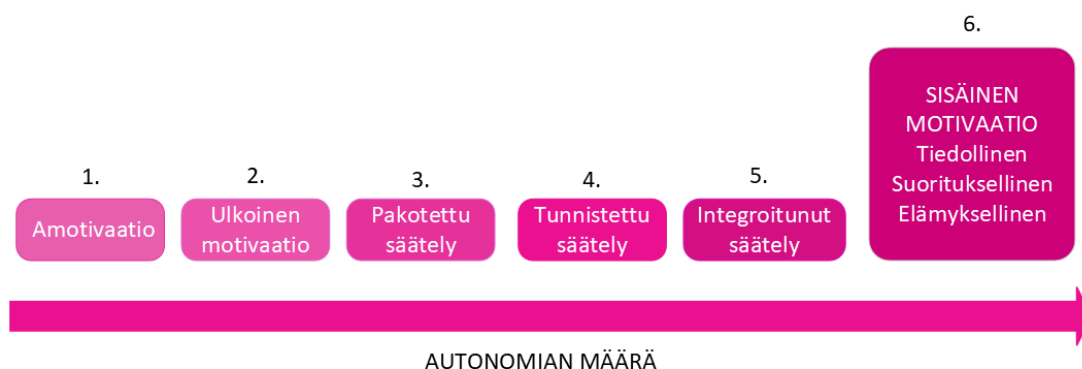 1.
Amotivaatio
2.
Ulkoinen
motivaatio
3.
Pakotettu
säätely
4.
Tunnistettu
säätely
5.
Integroitunut
säätely
6.
SISÄINEN
MOTIVAATIO
Tiedollinen
Suorituksellinen
Elämyksellinen
AUTONOMIAN MÄÄRÄ